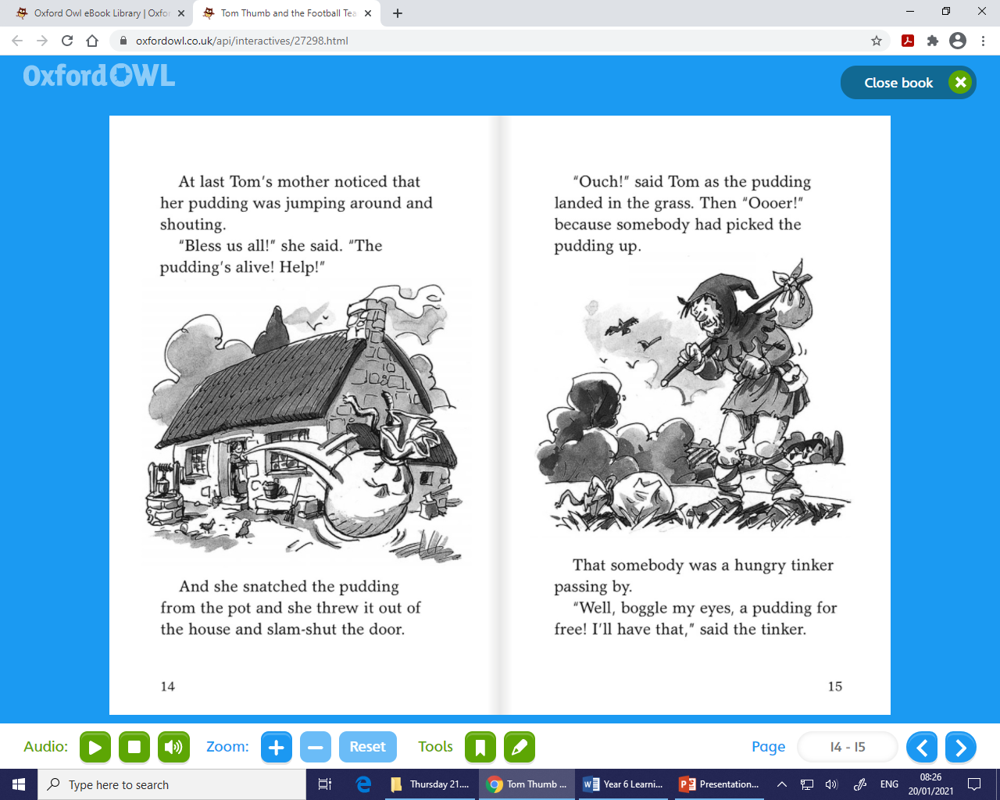 Oxford Owl eBook Library | Oxfo
Tom Thumb and the Football Tea
oxfordowl.co.uk/api/interactives/27298.html
Oxford OWL
Close book
At last Tom's mother noticed that
her pudding was jumping around and
shouting.
"Bless us all!" she said. "The
pudding's alive! Help!"
And she snatched the pudding
from the pot and she threw it out of
the house and slam-shut the door.
14
"Ouch!" said Tom as the pudding
landed in the grass. Then "Oooer!"
because somebody had picked the
pudding up.
That somebody was a hungry tinker
passing by.
"Well, boggle my eyes, a pudding for
free! I'll have that," said the tinker.
15
Audio:
Zoom:
Reset
Tools
Page
14 - 15
Type here to search
Thursday 21....
Tom Thumb ...
Year 6 Learni...
Presentation...
ENG
08:26
20/01/2021